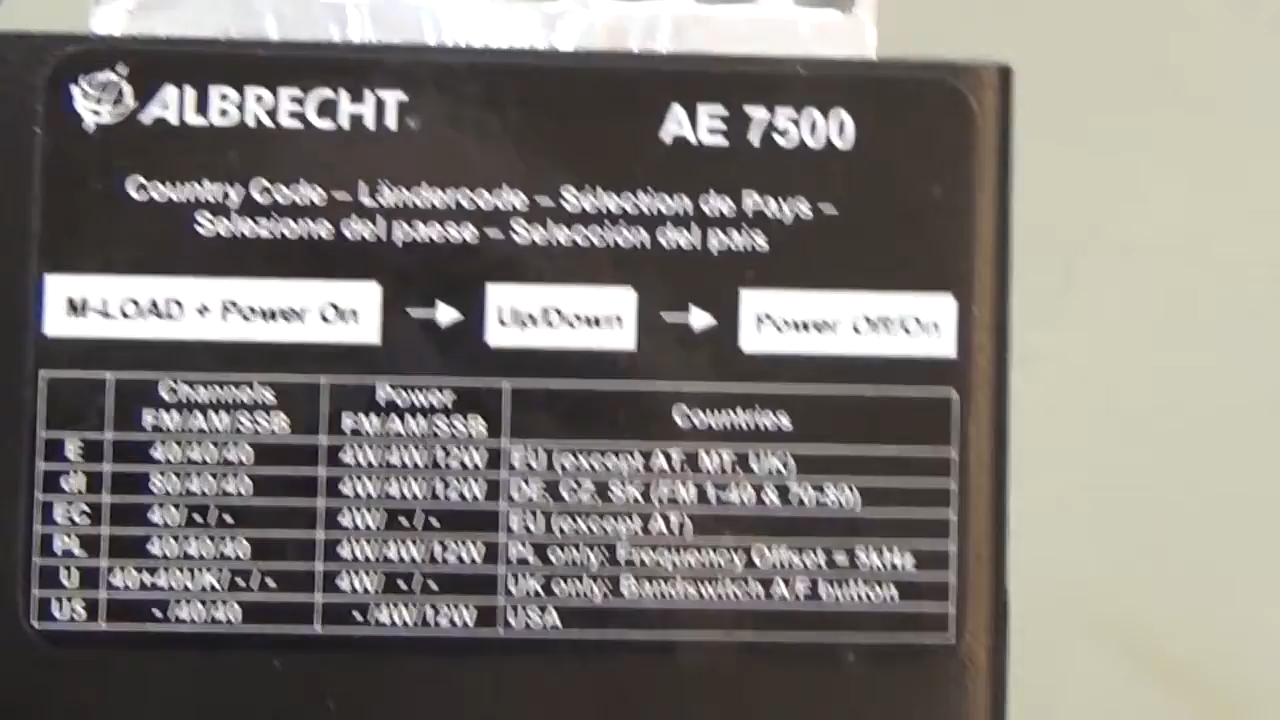 ALBRECHT AE 7500
Country Code – Ländercode – Sélection de Pays –
Selezione del paese – Selección del país
M-LOAD + Power On → Up/Down → Power Off/On
Channels FM/AM/SSB Power FM/AM/SSB Countries
E 40/40/40 4W/4W/12W EU (except AT, MT, UK)
dt 80/40/40 4W/4W/12W DE, CZ, SK (FM 1-40 & 70-80)
EC 40/-/- 4W/-/- EU (except AT)
PL 40/40/40 4W/4W/12W PL only: Frequency Offset = 5kHz
U 40+40UK/-/- 4W/-/- UK only: Bandswitch A/F button
US -/40/40 -/4W/12W USA